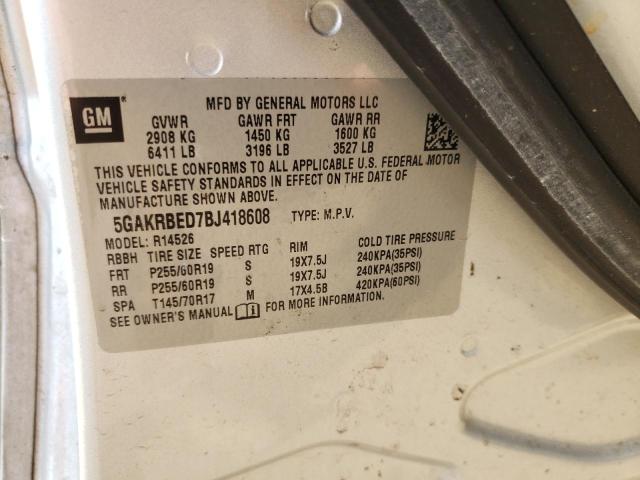 GM
MFD BY GENERAL MOTORS LLC
GVWR GAWR FRT GAWR RR
2908 KG 1450 KG 1600 KG
6411 LB 3196 LB 3527 LB
THIS VEHICLE CONFORMS TO ALL APPLICABLE U.S. FEDERAL MOTOR
VEHICLE SAFETY STANDARDS IN EFFECT ON THE DATE OF
MANUFACTURE SHOWN ABOVE.
5GAKRBED7BJ418608 TYPE: M.P.V.
MODEL: R14526
RBBH TIRE SIZE SPEED RTG RIM COLD TIRE PRESSURE
FRT P255/60R19 S 19X7.5J 240KPA(35PSI)
RR P255/60R19 S 19X7.5J 240KPA(35PSI)
SPA T145/70R17 M 17X4.5B 420KPA(60PSI)
SEE OWNER'S MANUAL FOR MORE INFORMATION.